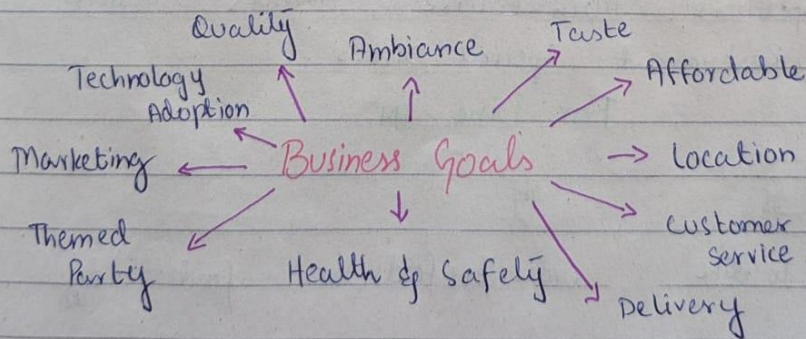 Quality
Ambiance
Taste
Technology
Adoption
Affordable
Marketing
Business Goals
Location
Themed
Party
Health & Safety
Customer
Service
Delivery